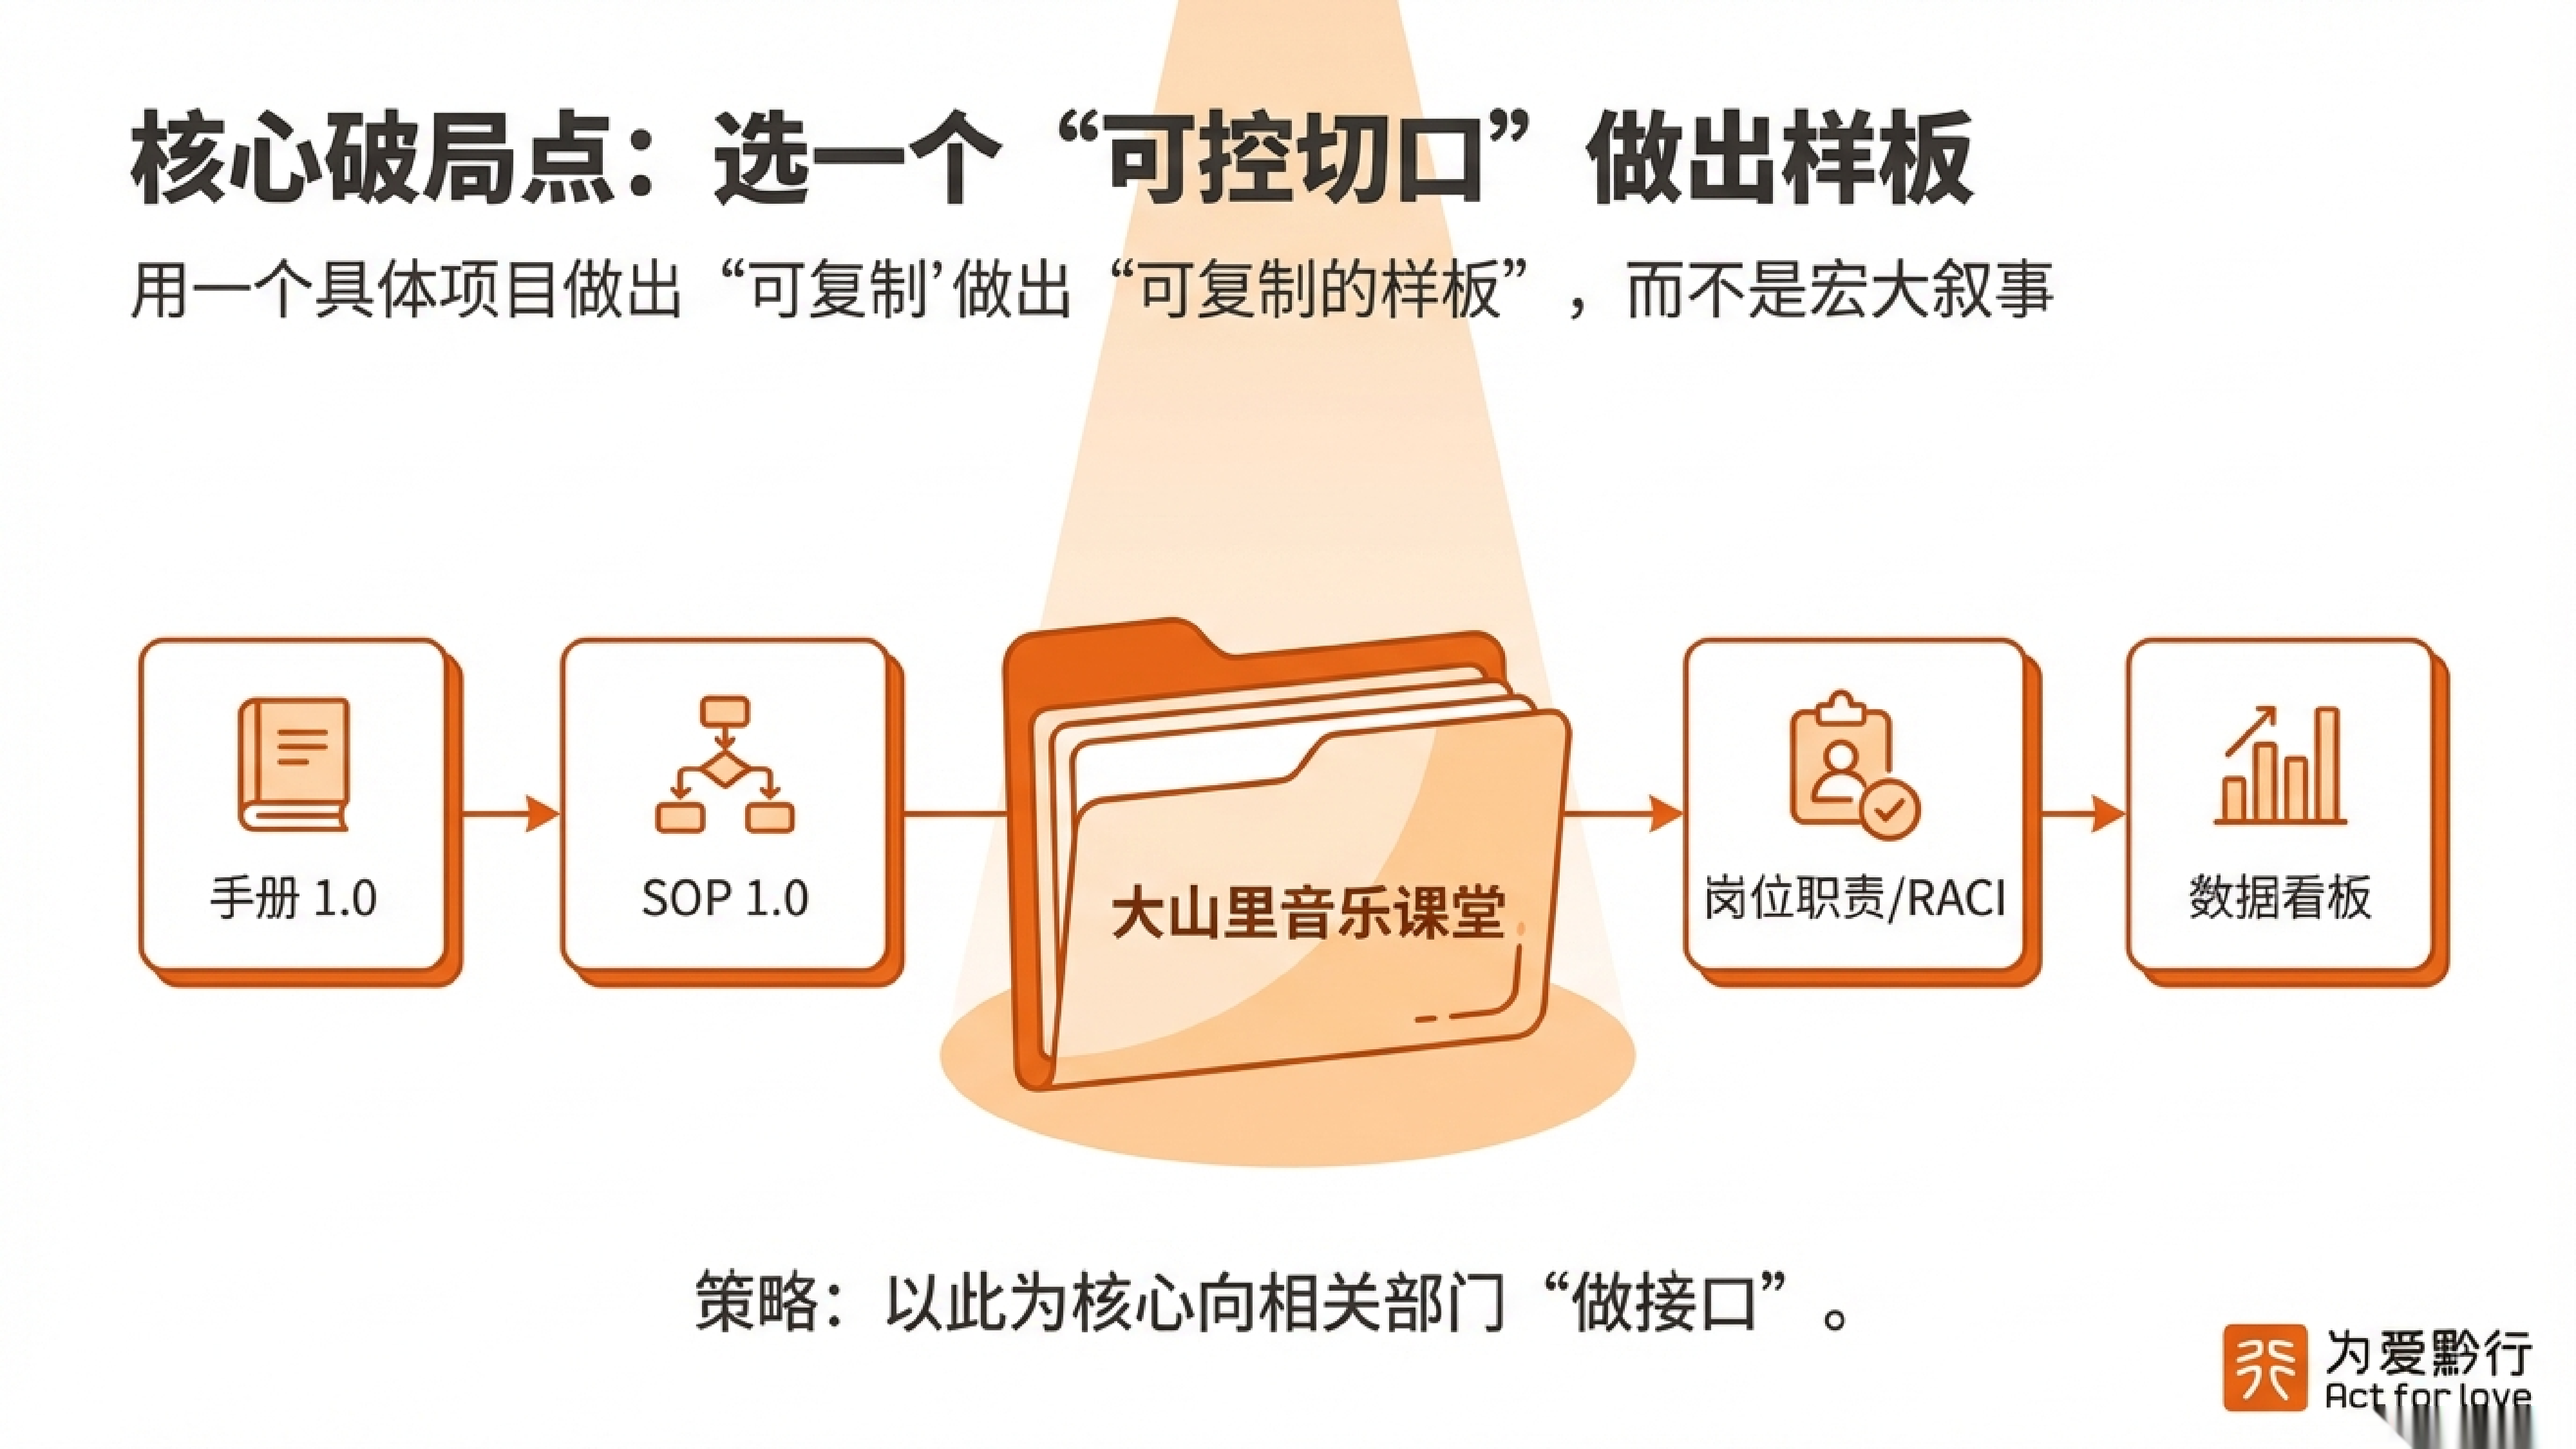 核心破局点：选一个“可控切口”做出样板
用一个具体项目做出“可复制’做出“可复制的样板”，而不是宏大叙事
手册 1.0
SOP 1.0
大山里音乐课堂
岗位职责/RACI
数据看板
策略：以此为核心向相关部门“做接口”。
为爱黔行
Act for love